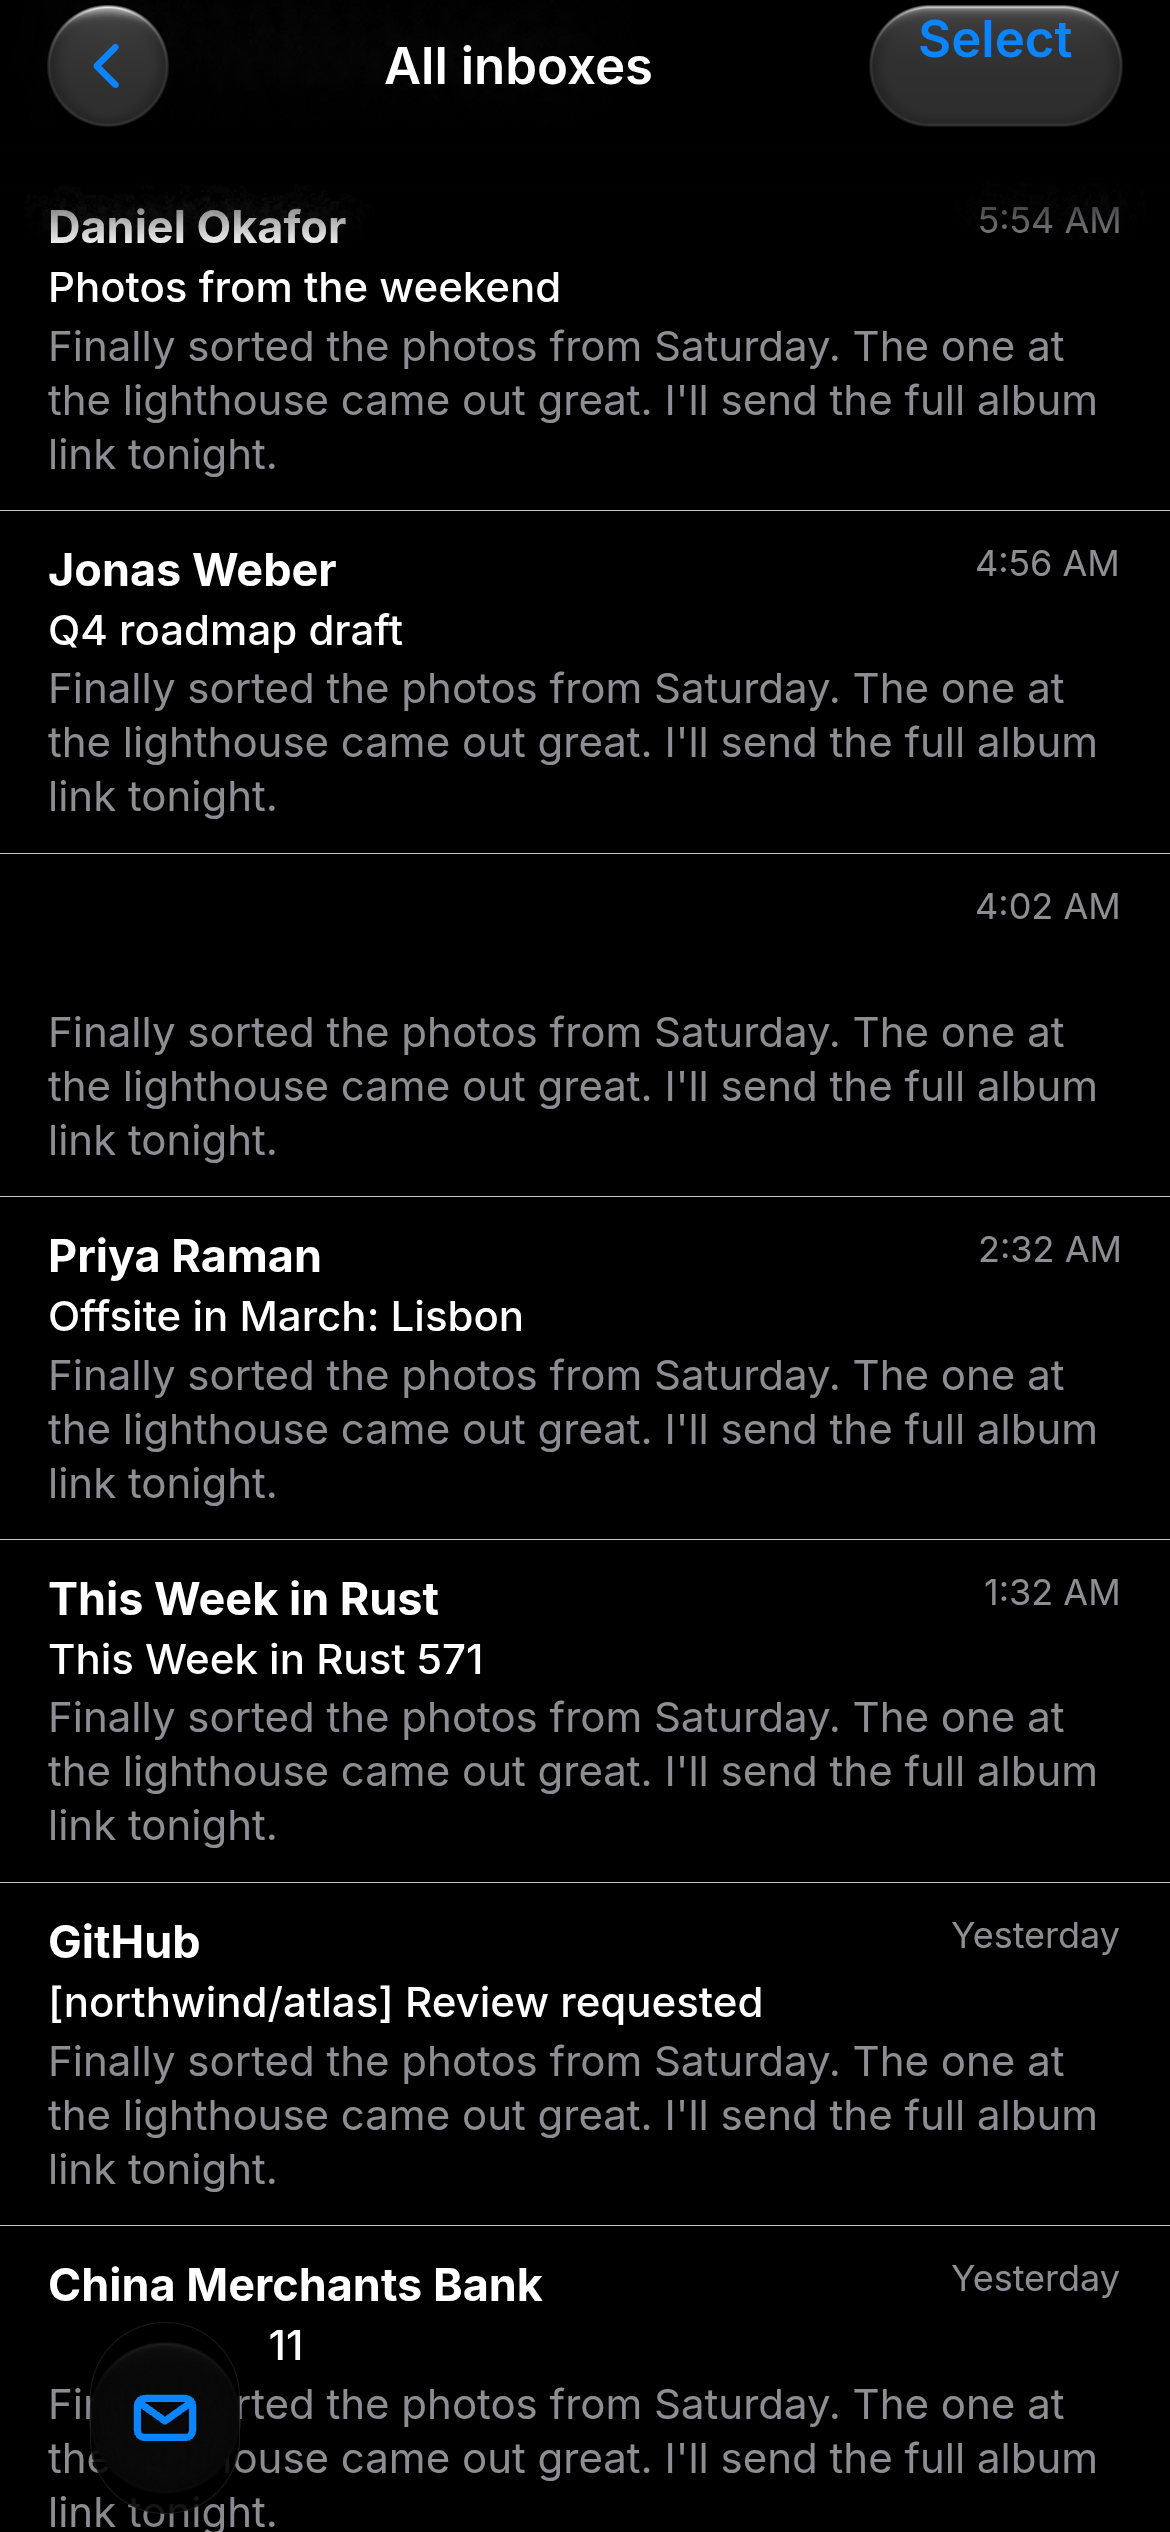 All inboxes
Select
Daniel Okafor
5:54 AM
Photos from the weekend
Finally sorted the photos from Saturday. The one at
the lighthouse came out great. I'll send the full album
link tonight.
Jonas Weber
4:56 AM
Q4 roadmap draft
Finally sorted the photos from Saturday. The one at
the lighthouse came out great. I'll send the full album
link tonight.
4:02 AM
Finally sorted the photos from Saturday. The one at
the lighthouse came out great. I'll send the full album
link tonight.
Priya Raman
2:32 AM
Offsite in March: Lisbon
Finally sorted the photos from Saturday. The one at
the lighthouse came out great. I'll send the full album
link tonight.
This Week in Rust
1:32 AM
This Week in Rust 571
Finally sorted the photos from Saturday. The one at
the lighthouse came out great. I'll send the full album
link tonight.
GitHub
Yesterday
[northwind/atlas] Review requested
Finally sorted the photos from Saturday. The one at
the lighthouse came out great. I'll send the full album
link tonight.
China Merchants Bank
Yesterday
11
the photos from Saturday. The one at
came out great. I'll send the full album
link tonight.